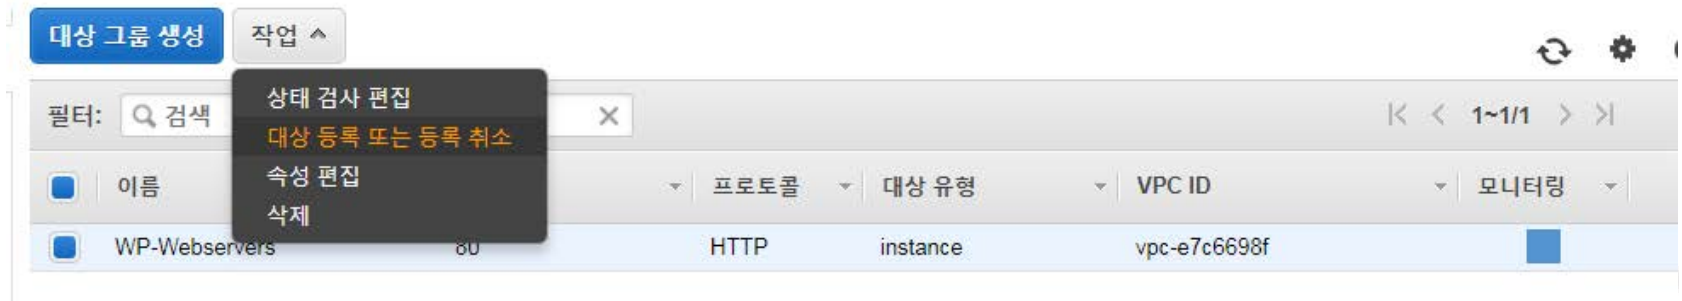 대상 그룹 생성 작업
상태 검사 편집
필터: 검색
1~1/1
대상 등록 또는 등록 취소
속성 편집
이름 프로토콜 대상 유형 VPC ID 모니터링
삭제
WP-Webservers 80 HTTP instance vpc-e7c6698f